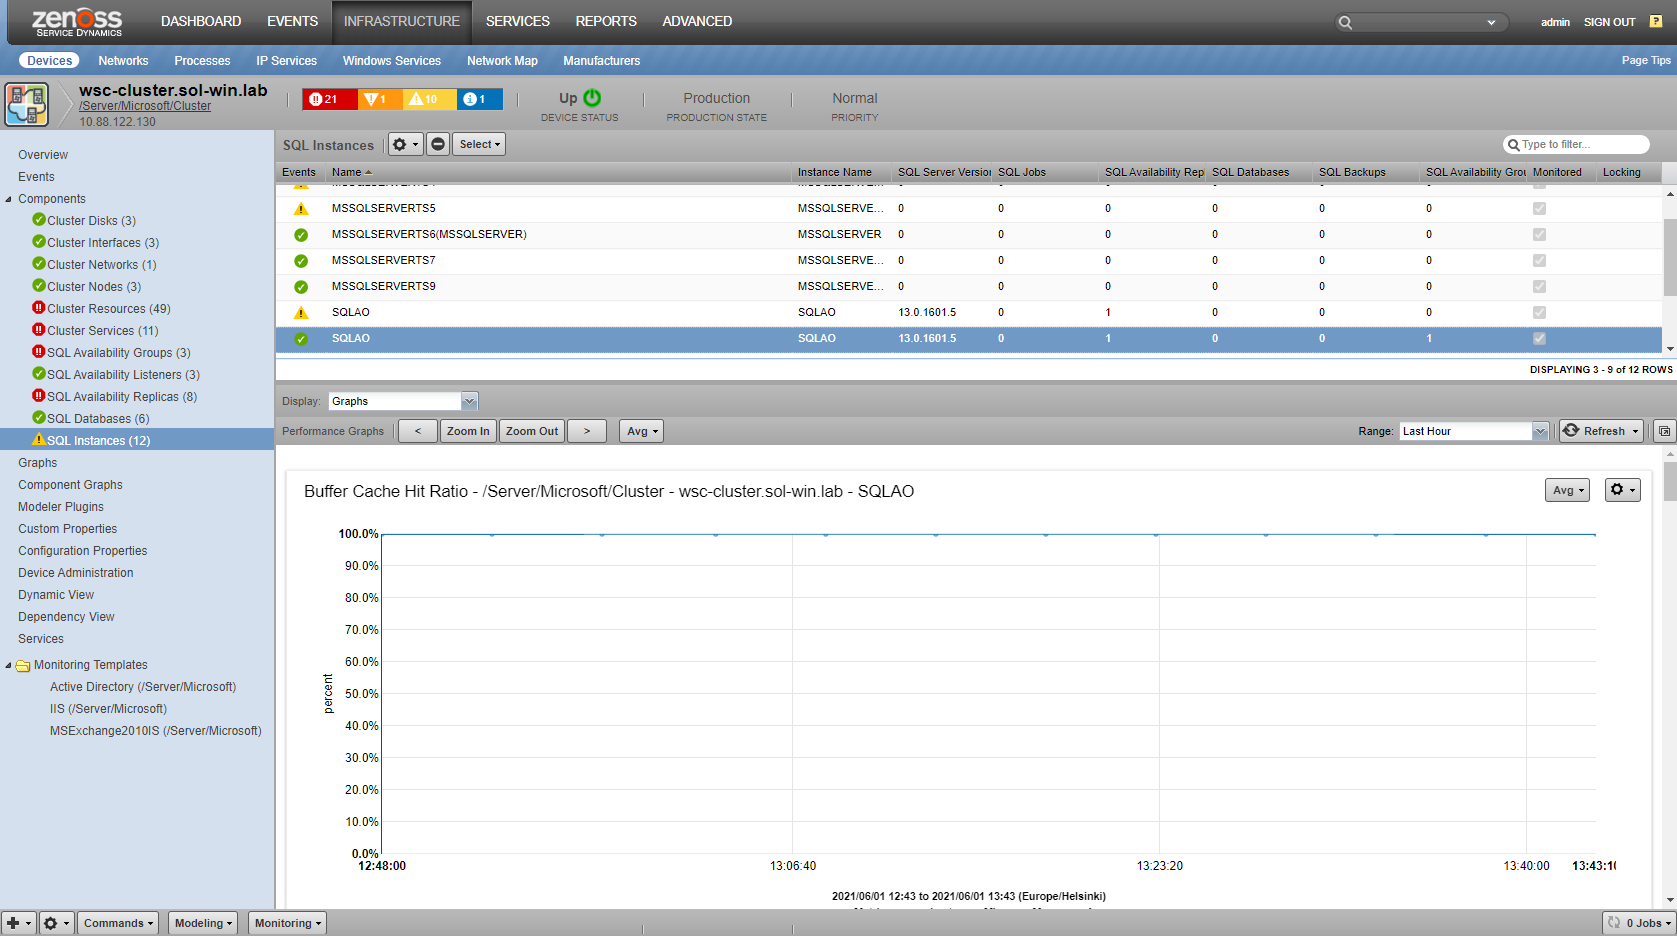 zenoss
SERVICE DYNAMICS
DASHBOARD EVENTS INFRASTRUCTURE SERVICES REPORTS ADVANCED
admin SIGN OUT ?
Devices Networks Processes IP Services Windows Services Network Map Manufacturers Page Tips
wsc-cluster.sol-win.lab
/Server/Microsoft/Cluster
10.88.122.130
21 1 10 1
Up
DEVICE STATUS
Production
PRODUCTION STATE
Normal
PRIORITY
Overview
Events
Components
Cluster Disks (3)
Cluster Interfaces (3)
Cluster Networks (1)
Cluster Nodes (3)
Cluster Resources (49)
Cluster Services (11)
SQL Availability Groups (3)
SQL Availability Listeners (3)
SQL Availability Replicas (8)
SQL Databases (6)
SQL Instances (12)
Graphs
Component Graphs
Modeler Plugins
Custom Properties
Configuration Properties
Device Administration
Dynamic View
Dependency View
Services
Monitoring Templates
Active Directory (/Server/Microsoft)
IIS (/Server/Microsoft)
MSExchange2010IS (/Server/Microsoft)
SQL Instances Select Type to filter...
Events Name Instance Name SQL Server Version SQL Jobs SQL Availability Rep SQL Databases SQL Backups SQL Availability Grou Monitored Locking
MSSQLSERVERTS5 MSSQLSERVE... 0 0 0 0 0 0
MSSQLSERVERTS6(MSSQLSERVER) MSSQLSERVER 0 0 0 0 0 0
MSSQLSERVERTS7 MSSQLSERVE... 0 0 0 0 0 0
MSSQLSERVERTS9 MSSQLSERVE... 0 0 0 0 0 0
SQLAO SQLAO 13.0.1601.5 0 1 0 0 0
SQLAO SQLAO 13.0.1601.5 0 1 0 0 1
DISPLAYING 3 - 9 of 12 ROWS
Display: Graphs
Performance Graphs < Zoom In Zoom Out > Avg Range: Last Hour Refresh
Buffer Cache Hit Ratio - /Server/Microsoft/Cluster - wsc-cluster.sol-win.lab - SQLAO Avg
100.0%
90.0%
80.0%
70.0%
60.0%
50.0%
40.0%
30.0%
20.0%
10.0%
0.0%
percent
12:48:00 13:06:40 13:23:20 13:40:00 13:43:10
2021/06/01 12:43 to 2021/06/01 13:43 (Europe/Helsinki)
Commands Modeling Monitoring 0 Jobs